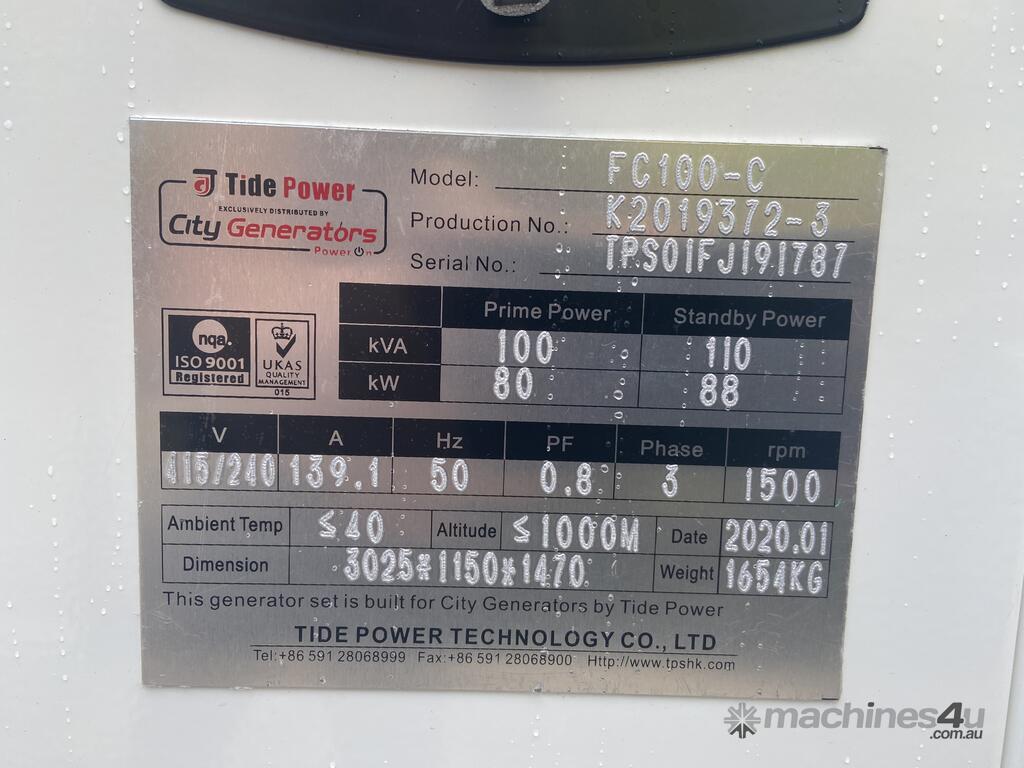 Tide Power
EXCLUSIVELY DISTRIBUTED BY
City Generators
Power On
Model: FC100-C
Production No.: K2019372-3
Serial No.: TPS01FJ191787
nqa.
ISO 9001
Registered
UKAS
QUALITY
MANAGEMENT
015
Prime Power Standby Power
kVA 100 110
kW 80 88
V A Hz PF Phase rpm
415/240 139.1 50 0.8 3 1500
Ambient Temp ≤40 Altitude ≤1000M Date 2020.01
Dimension 3025*1150*1470 Weight 1654KG
This generator set is built for City Generators by Tide Power
TIDE POWER TECHNOLOGY CO., LTD
Tel:+86 591 28068999 Fax:+86 591 28068900 Http://www.tpshk.com
machines4u
.com.au